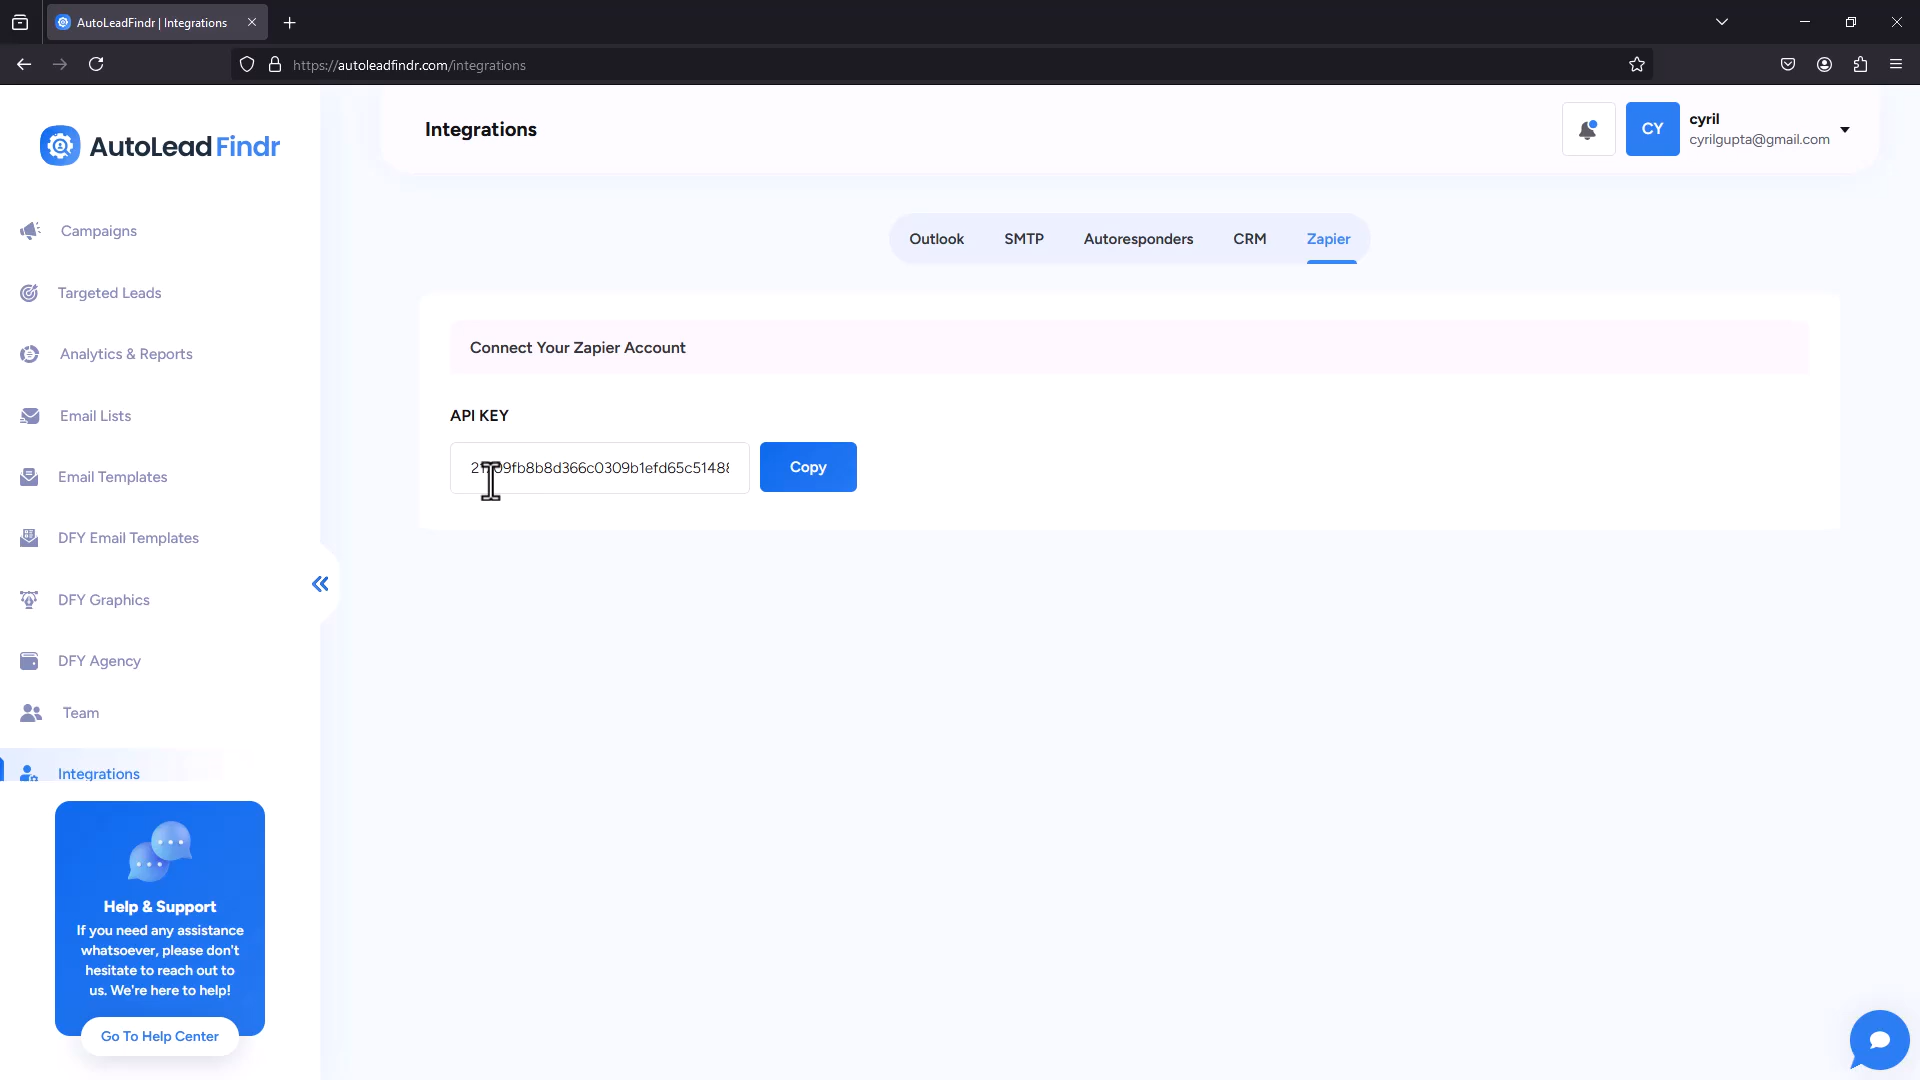 AutoLeadFindr | Integrations
https://autoleadfindr.com/integrations
AutoLead Findr
Integrations
CY
cyril
cyrilgupta@gmail.com
Campaigns
Targeted Leads
Analytics & Reports
Email Lists
Email Templates
DFY Email Templates
DFY Graphics
DFY Agency
Team
Integrations
Outlook SMTP Autoresponders CRM Zapier
Connect Your Zapier Account
API KEY
Copy
Help & Support
If you need any assistance
whatsoever, please don't
hesitate to reach out to
us. We're here to help!
Go To Help Center